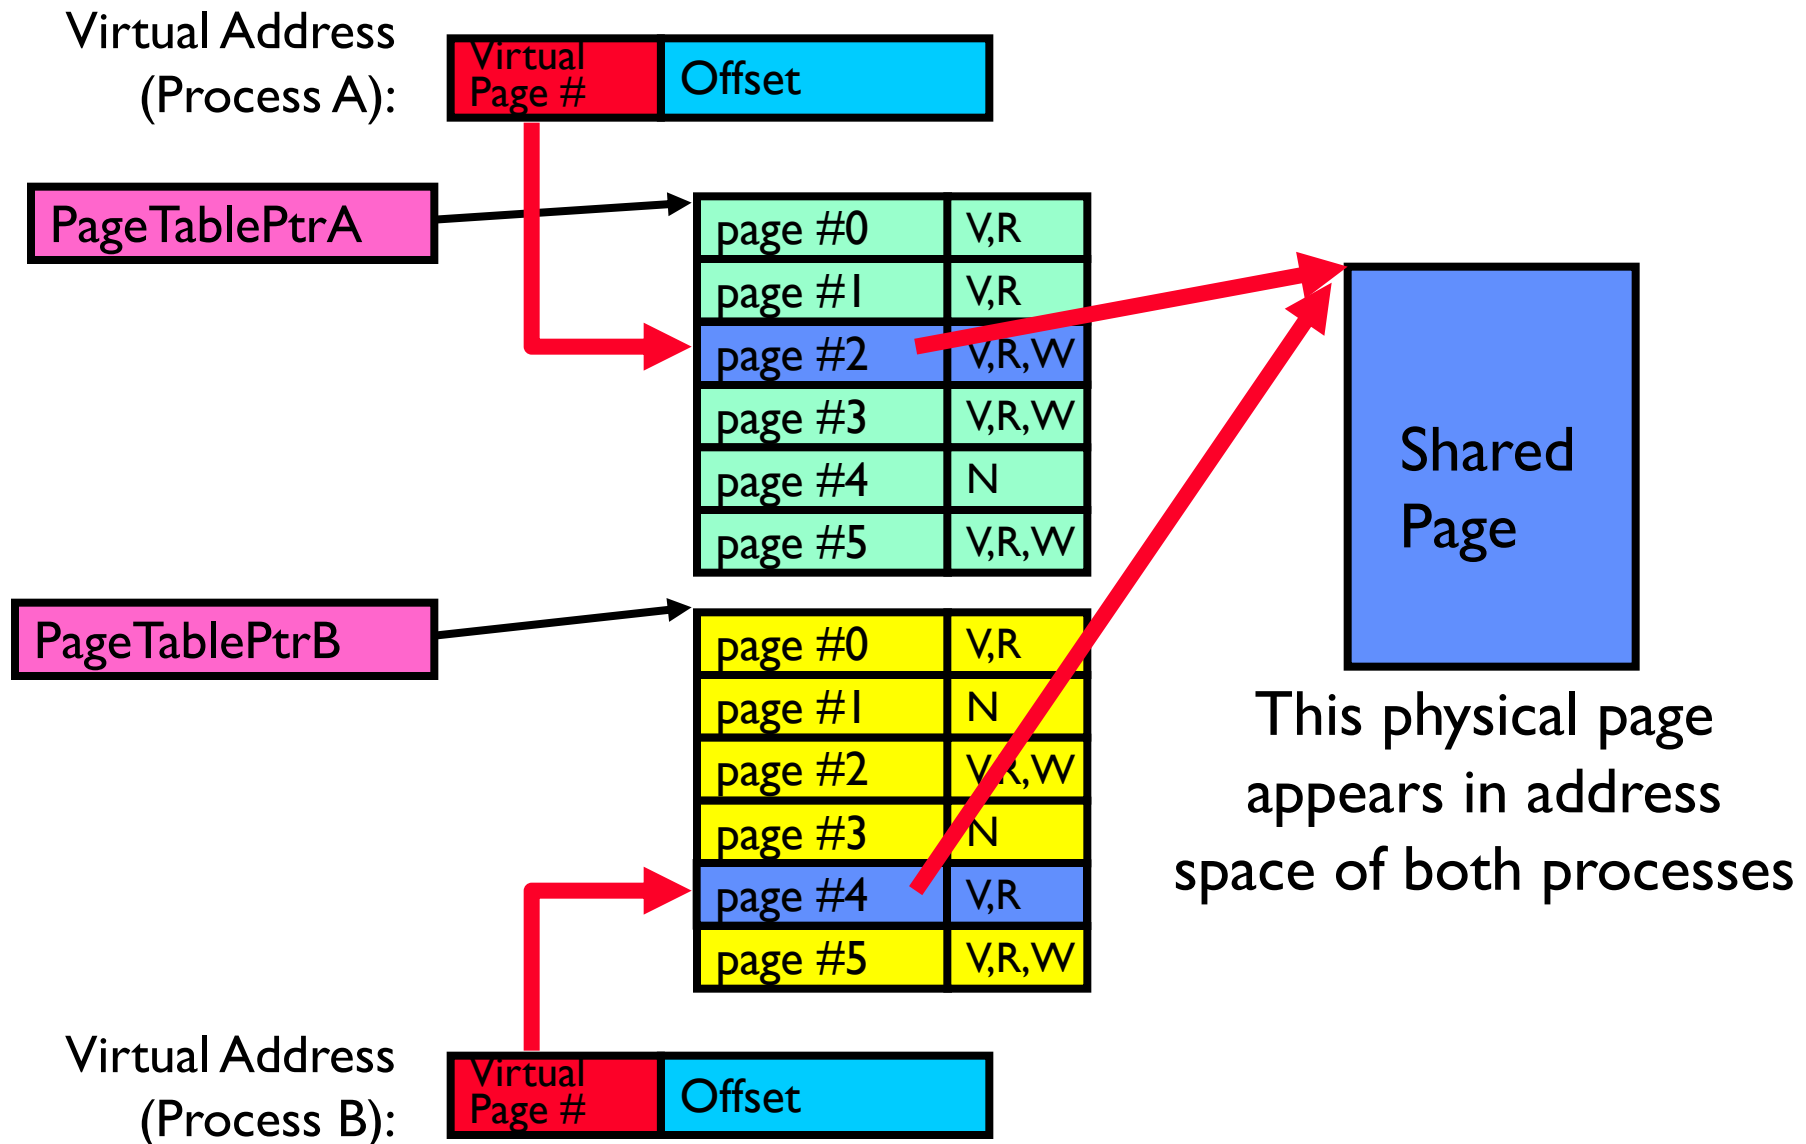 Virtual Address
(Process A):
Virtual
Page #
Offset
PageTablePtrA
page #0 V,R
page #1 V,R
page #2 V,R,W
page #3 V,R,W
page #4 N
page #5 V,R,W
Shared
Page
PageTablePtrB
page #0 V,R
page #1 N
page #2 V,R,W
page #3 N
page #4 V,R
page #5 V,R,W
This physical page
appears in address
space of both processes
Virtual Address
(Process B):
Virtual
Page #
Offset